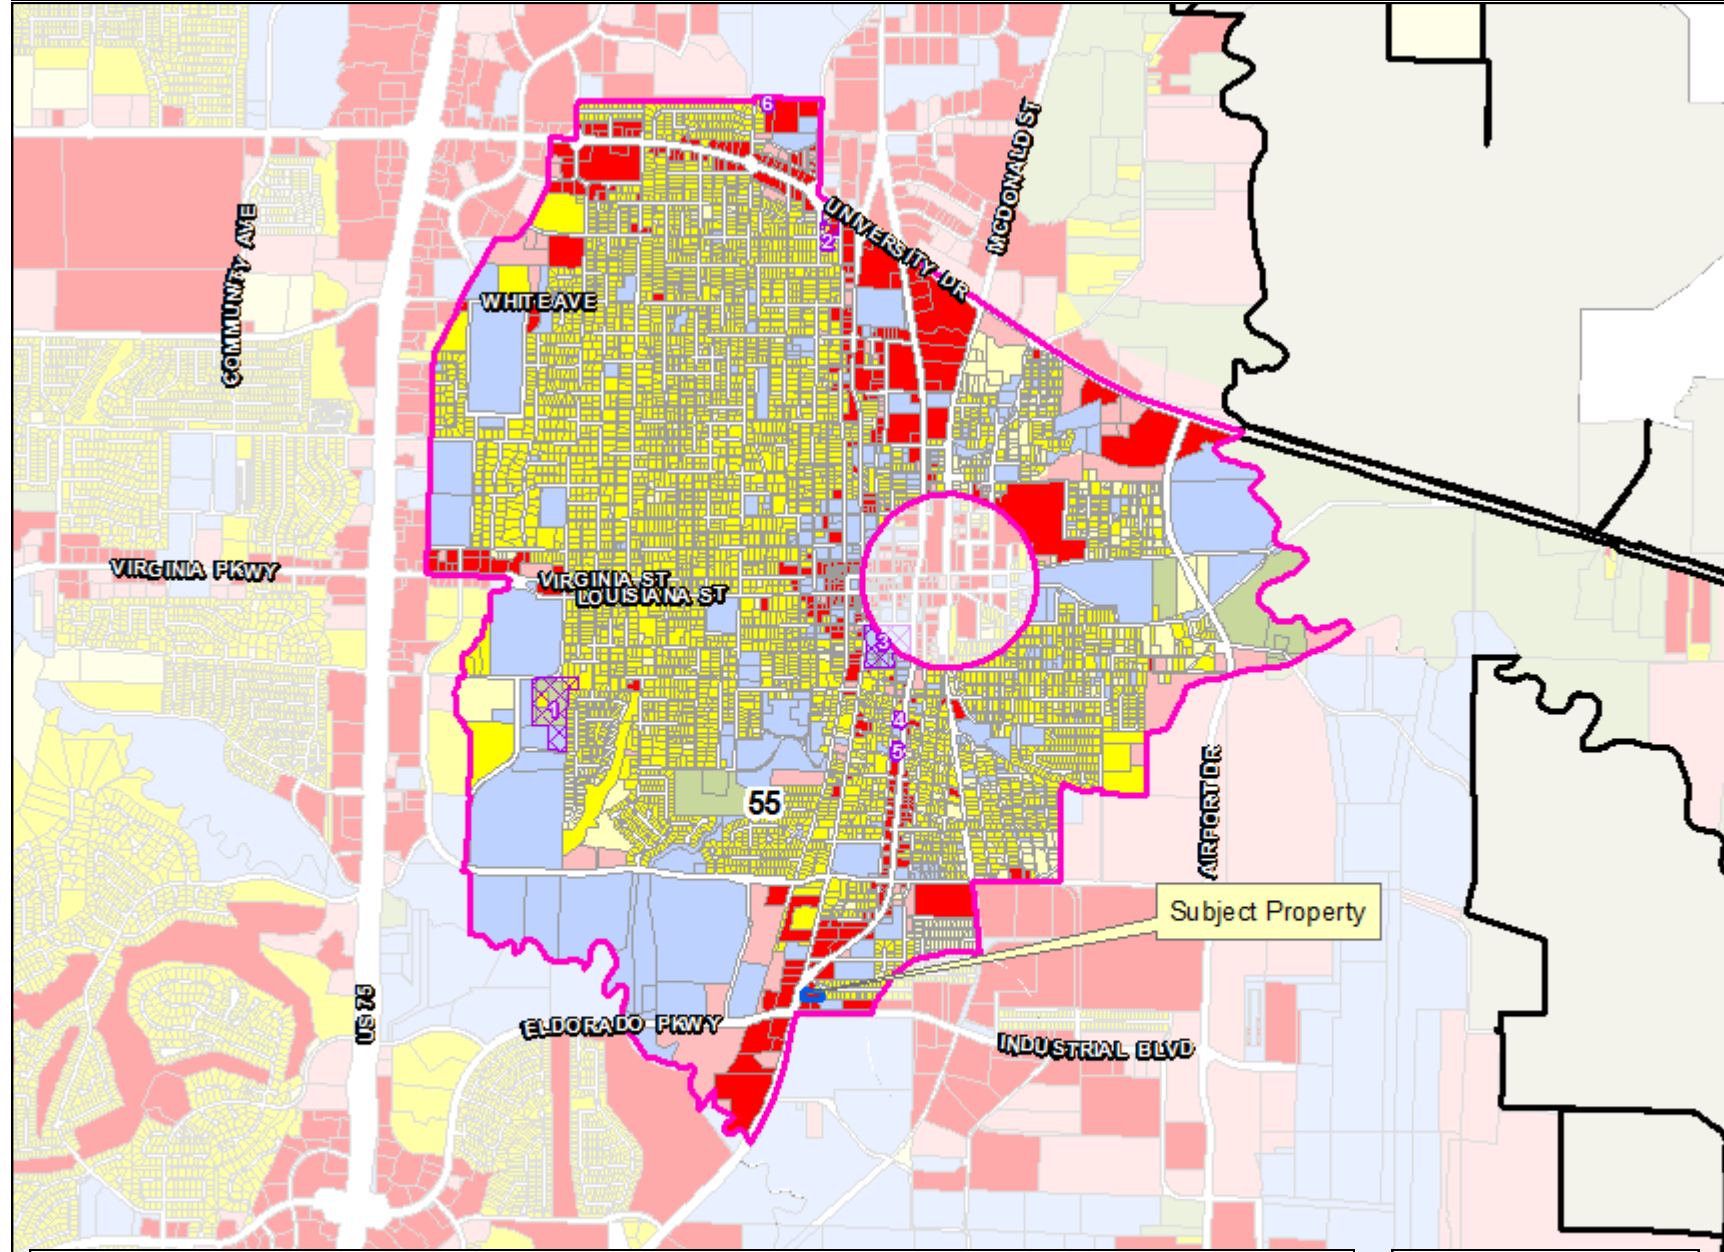 6
MCDONALD ST
UNIVERSITY DR
2
COMMUNITY AVE
WHITE AVE
VIRGINIA PKWY
VIRGINIA ST
LOUISIANA ST
3
1
4
5
55
AIRPORT DR
Subject Property
US 75
ELDORADO PKWY
INDUSTRIAL BLVD